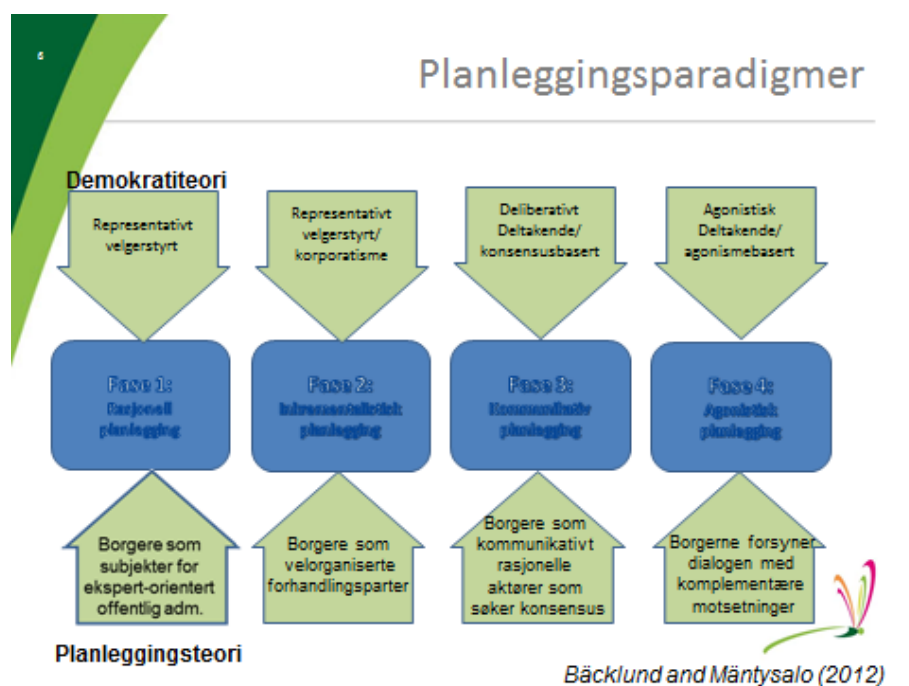 Planleggingsparadigmer
Demokratiteori
Representativt
velgerstyrt
Representativt
velgerstyrt/
korporatisme
Deliberativt
Deltakende/
konsensusbasert
Agonistisk
Deltakende/
agonismebasert
Fase 1:
Rasjonell
planlegging
Fase 2:
Inkrementalistisk
planlegging
Fase 3:
Kommunikativ
planlegging
Fase 4:
Agonistisk
planlegging
Borgere som
subjekter for
ekspert-orientert
offentlig adm.
Borgere som
velorganiserte
forhandlingsparter
Borgere som
kommunikativt
rasjonelle
aktører som
søker konsensus
Borgerne forsyner
dialogen med
komplementære
motsetninger
Planleggingsteori
Bäcklund and Mäntysalo (2012)